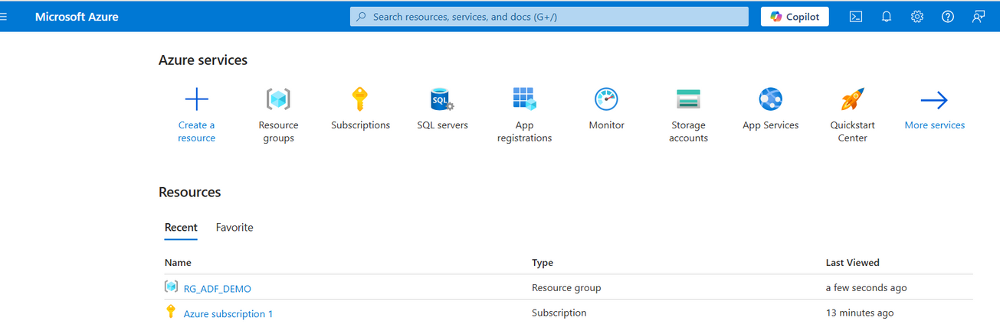 Microsoft Azure Search resources, services, and docs (G+/) Copilot
Azure services
Create a resource
Resource groups
Subscriptions
SQL servers
App registrations
Monitor
Storage accounts
App Services
Quickstart Center
More services
Resources
Recent Favorite
Name Type Last Viewed
RG_ADF_DEMO Resource group a few seconds ago
Azure subscription 1 Subscription 13 minutes ago